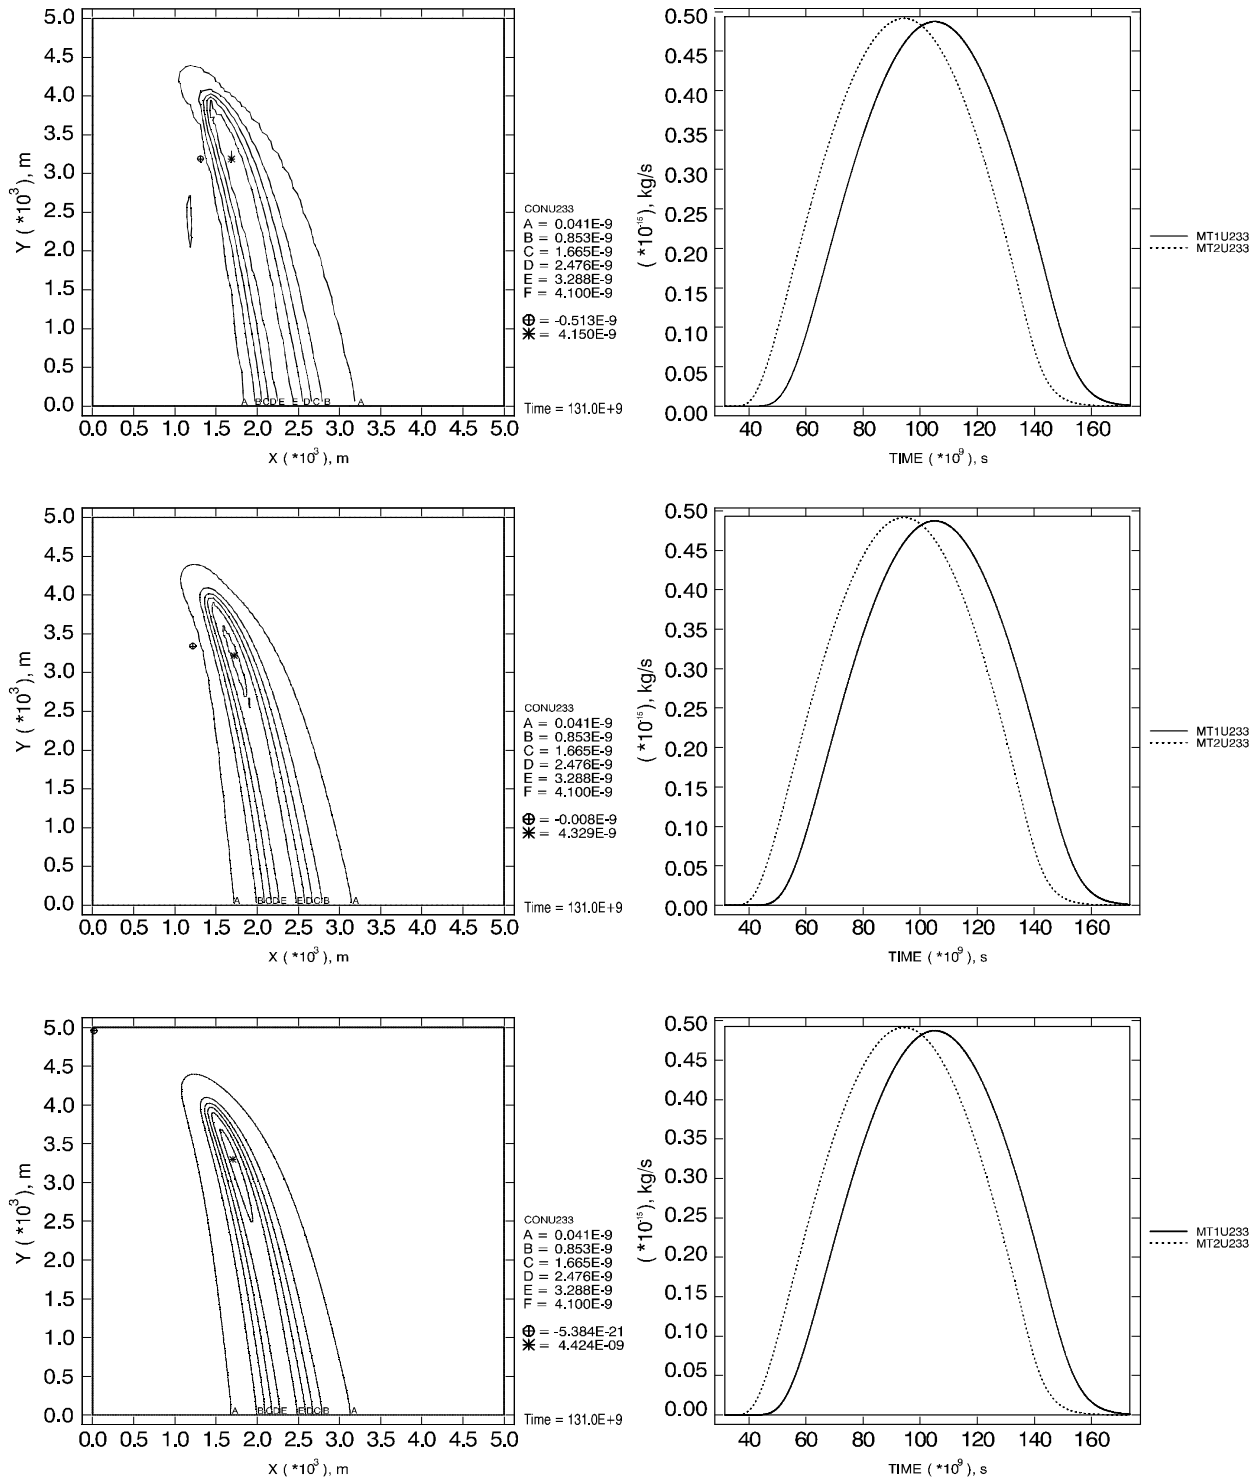 5.0
4.5
4.0
3.5
3.0
2.5
2.0
1.5
1.0
0.5
0.0
Y ( *10³), m
0.0 0.5 1.0 1.5 2.0 2.5 3.0 3.5 4.0 4.5 5.0
X ( *10³), m
A B C D E E D C B A
CONU233
A = 0.041E-9
B = 0.853E-9
C = 1.665E-9
D = 2.476E-9
E = 3.288E-9
F = 4.100E-9
⊕ = -0.513E-9
✳ = 4.150E-9
Time = 131.0E+9
0.50
0.45
0.40
0.35
0.30
0.25
0.20
0.15
0.10
0.05
0.00
( *10⁻¹⁵), kg/s
40 60 80 100 120 140 160
TIME ( *10⁹), s
MT1U233
MT2U233
5.0
4.5
4.0
3.5
3.0
2.5
2.0
1.5
1.0
0.5
0.0
Y ( *10³), m
0.0 0.5 1.0 1.5 2.0 2.5 3.0 3.5 4.0 4.5 5.0
X ( *10³), m
A B C D E E D C B A
CONU233
A = 0.041E-9
B = 0.853E-9
C = 1.665E-9
D = 2.476E-9
E = 3.288E-9
F = 4.100E-9
⊕ = -0.008E-9
✳ = 4.329E-9
Time = 131.0E+9
0.50
0.45
0.40
0.35
0.30
0.25
0.20
0.15
0.10
0.05
0.00
( *10⁻¹⁵), kg/s
40 60 80 100 120 140 160
TIME ( *10⁹), s
MT1U233
MT2U233
5.0
4.5
4.0
3.5
3.0
2.5
2.0
1.5
1.0
0.5
0.0
Y ( *10³), m
0.0 0.5 1.0 1.5 2.0 2.5 3.0 3.5 4.0 4.5 5.0
X ( *10³), m
A B C D E E D C B A
CONU233
A = 0.041E-9
B = 0.853E-9
C = 1.665E-9
D = 2.476E-9
E = 3.288E-9
F = 4.100E-9
⊕ = -5.384E-21
✳ = 4.424E-09
Time = 131.0E+9
0.50
0.45
0.40
0.35
0.30
0.25
0.20
0.15
0.10
0.05
0.00
( *10⁻¹⁵), kg/s
40 60 80 100 120 140 160
TIME ( *10⁹), s
MT1U233
MT2U233